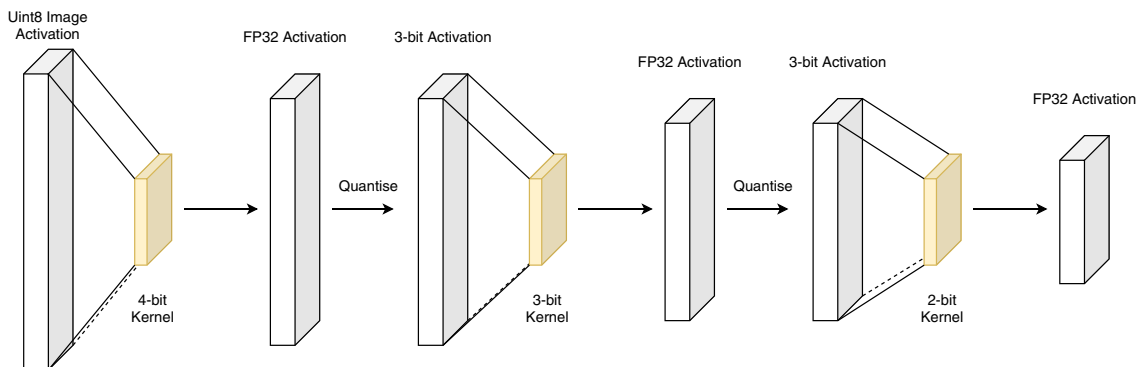 Uint8 Image
Activation
FP32 Activation
3-bit Activation
FP32 Activation
3-bit Activation
FP32 Activation
Quantise
Quantise
4-bit
Kernel
3-bit
Kernel
2-bit
Kernel